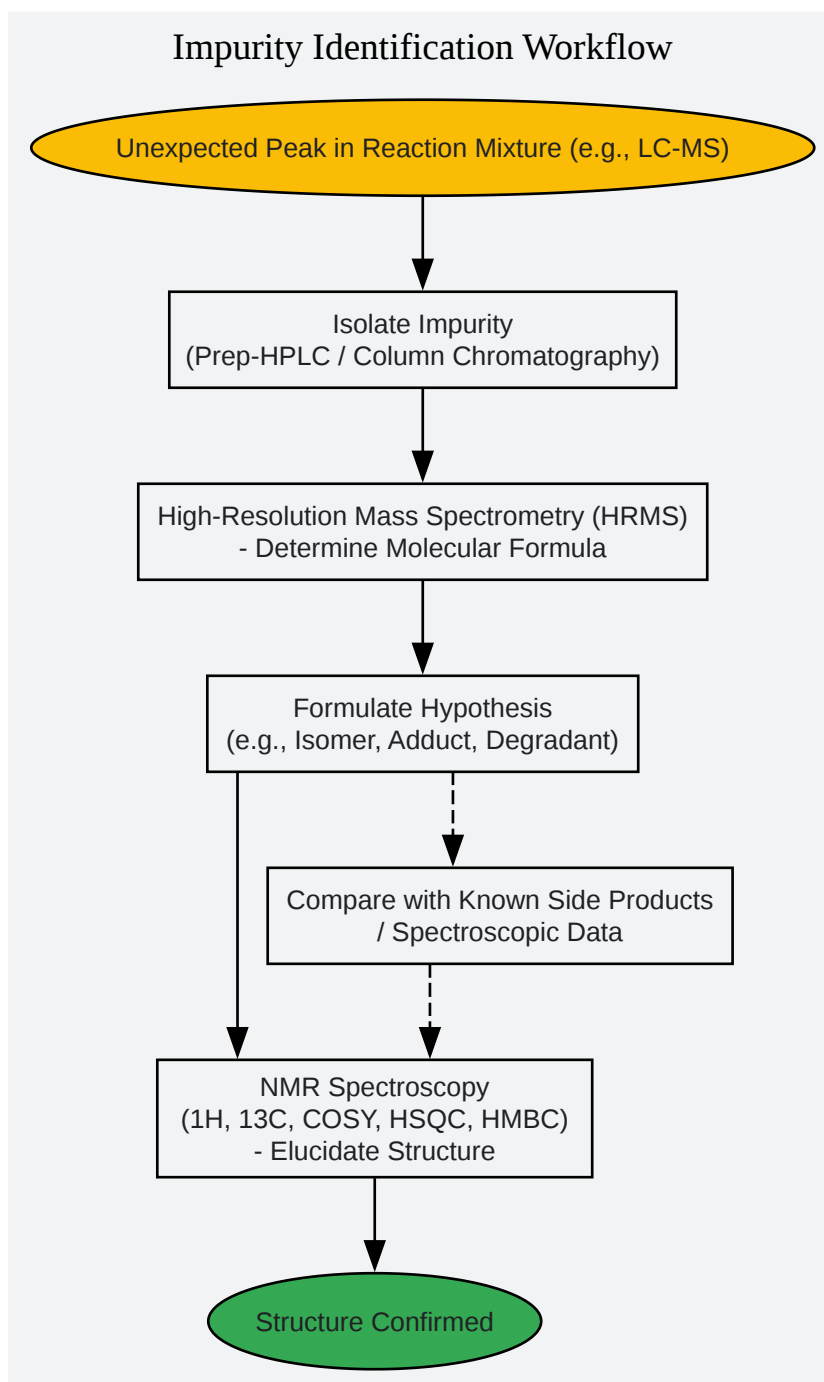 Impurity Identification Workflow
Unexpected Peak in Reaction Mixture (e.g., LC-MS)
Isolate Impurity
(Prep-HPLC / Column Chromatography)
High-Resolution Mass Spectrometry (HRMS)
- Determine Molecular Formula
Formulate Hypothesis
(e.g., Isomer, Adduct, Degradant)
Compare with Known Side Products
/ Spectroscopic Data
NMR Spectroscopy
(1H, 13C, COSY, HSQC, HMBC)
- Elucidate Structure
Structure Confirmed